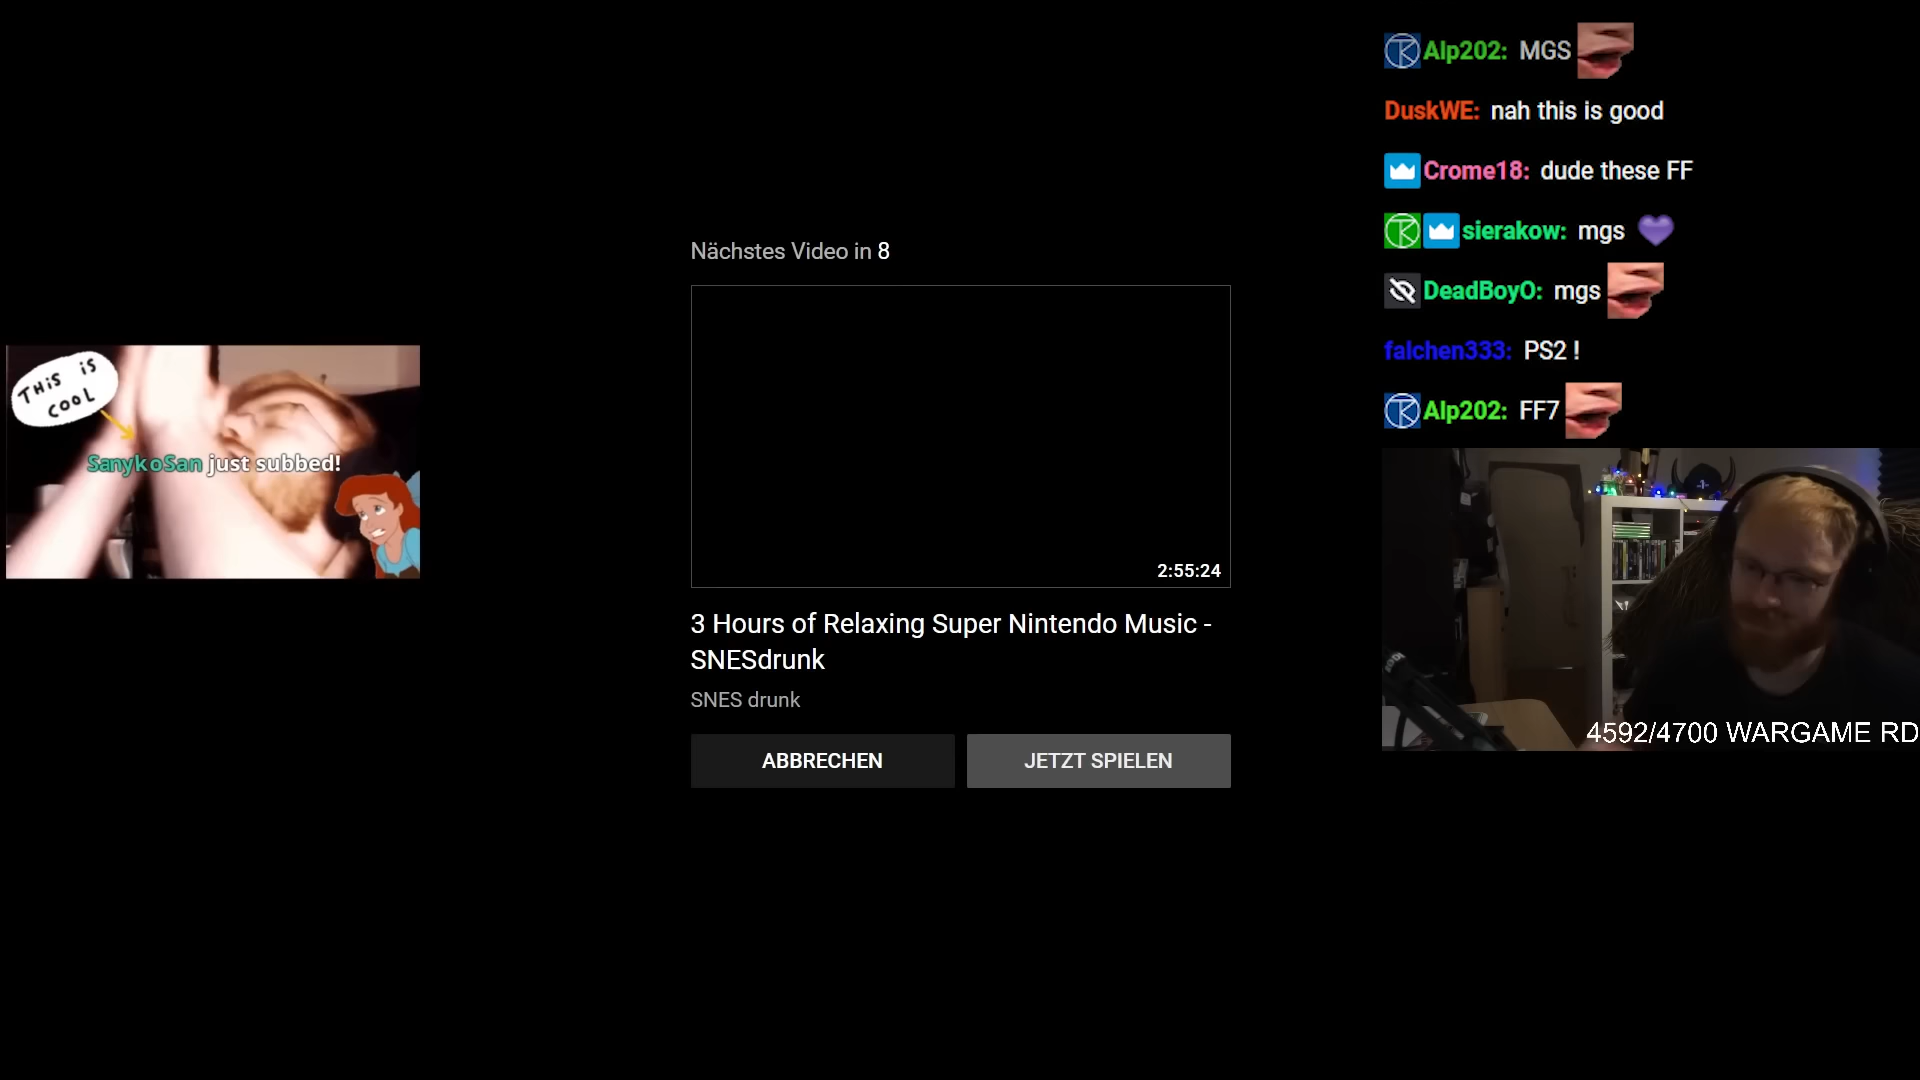 Alp202: MGS
DuskWE: nah this is good
Crome18: dude these FF
sierakow: mgs
DeadBoyO: mgs
falchen333: PS2 !
Alp202: FF7
Nächstes Video in 8
2:55:24
3 Hours of Relaxing Super Nintendo Music -
SNESdrunk
SNES drunk
ABBRECHEN
JETZT SPIELEN
THIS IS
COOL
SanykoSan just subbed!
4592/4700 WARGAME RD